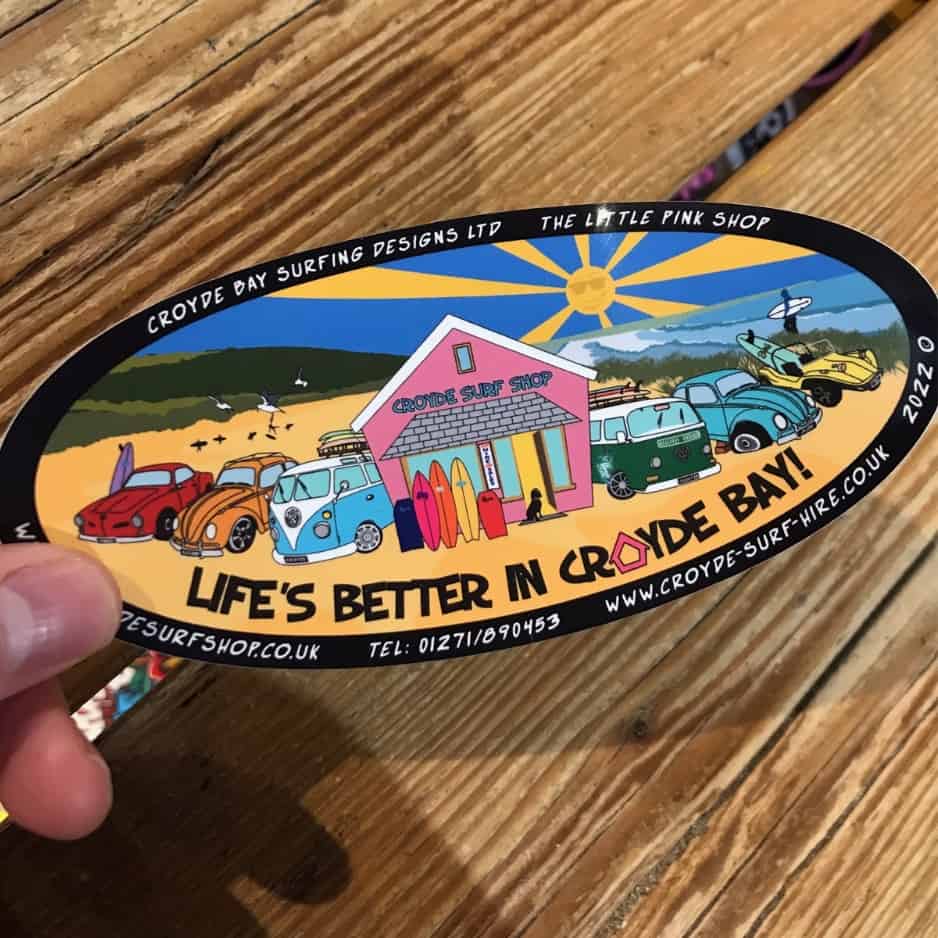 CROYDE BAY SURFING DESIGNS LTD THE LITTLE PINK SHOP
CROYDE SURF SHOP
LIFE'S BETTER IN CROYDE BAY!
DESURFSHOP.CO.UK TEL: 01271/890453 WWW.CROYDE-SURF-HIRE.CO.UK 2022 ©